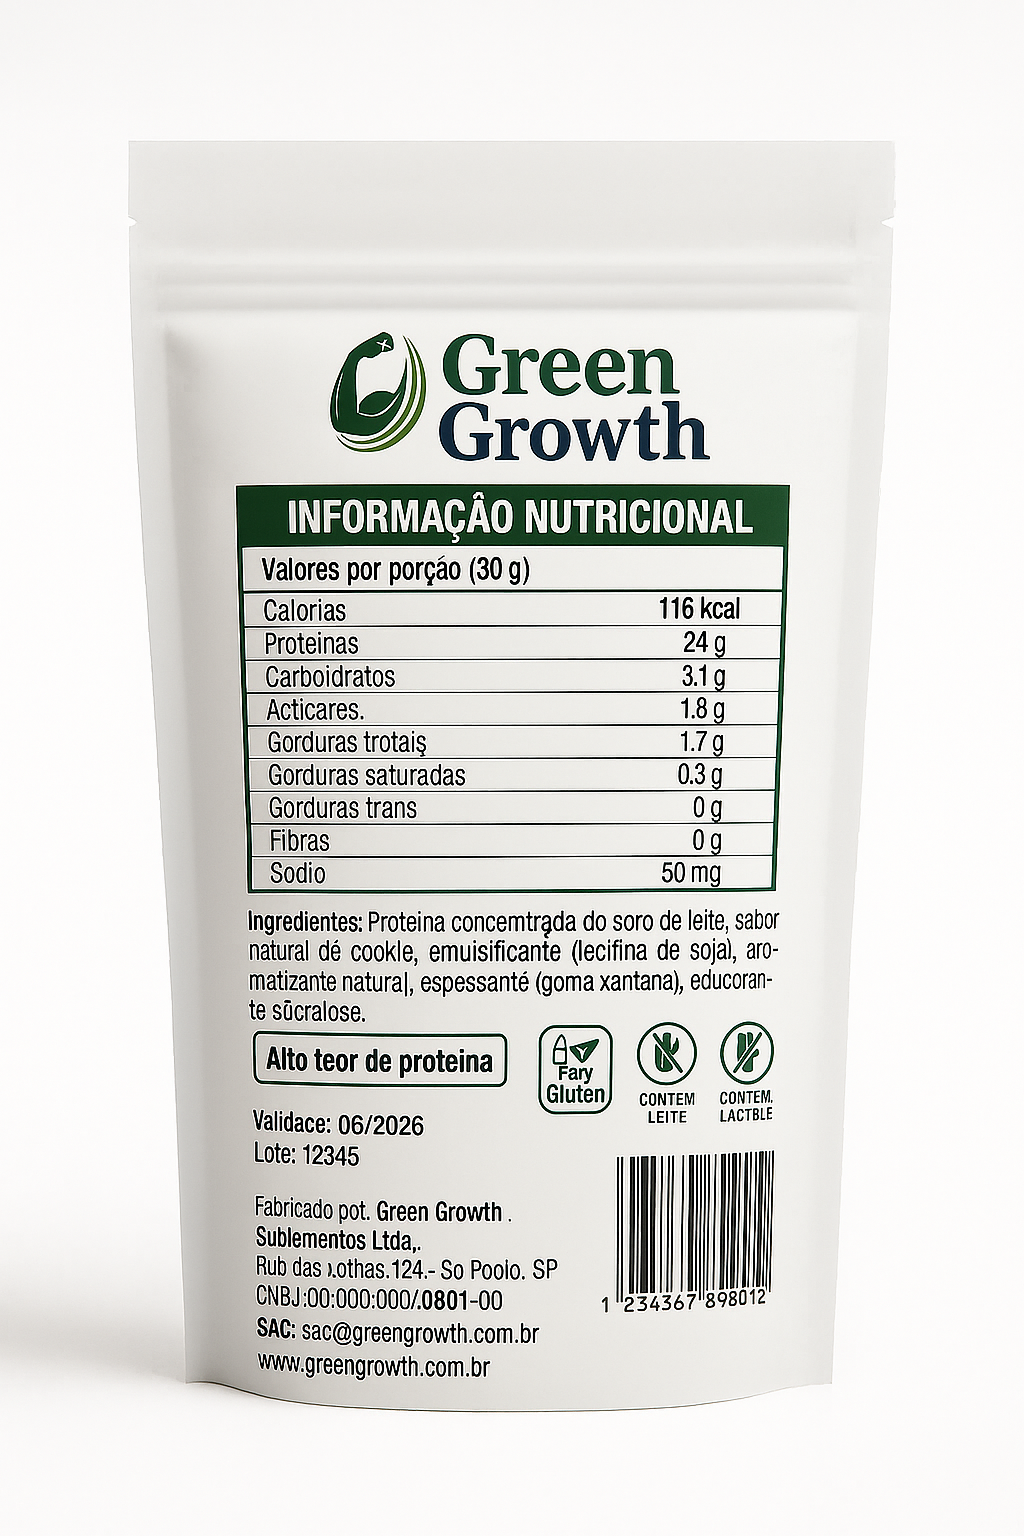 Green
Growth
INFORMAÇÂO NUTRICIONAL
Valores por porçáo (30 g)
Calorias 116 kcal
Proteinas 24 g
Carboidratos 3.1 g
Acticares. 1.8 g
Gorduras trotaiş 1.7 g
Gorduras saturadas 0.3 g
Gorduras trans 0 g
Fibras 0 g
Sodio 50 mg
Ingredientes: Proteina concemtrąda do soro de leite, sabor
natural dé cookle, emuisificante (lecifina de soja), aro-
matizante natural, espessanté (goma xantana), educoran-
te sūcralose.
Alto teor de proteina
Fary
Gluten
CONTEM
LEITE
CONTEM.
LACTBLE
Validace: 06/2026
Lote: 12345
Fabricado pot. Green Growth .
Sublementos Ltda,.
Rub das 124.- So Poolo. SP
CNBJ:00:000:000/.0801-00
SAC: sac@greengrowth.com.br
www.greengrowth.com.br
1 234367 898012